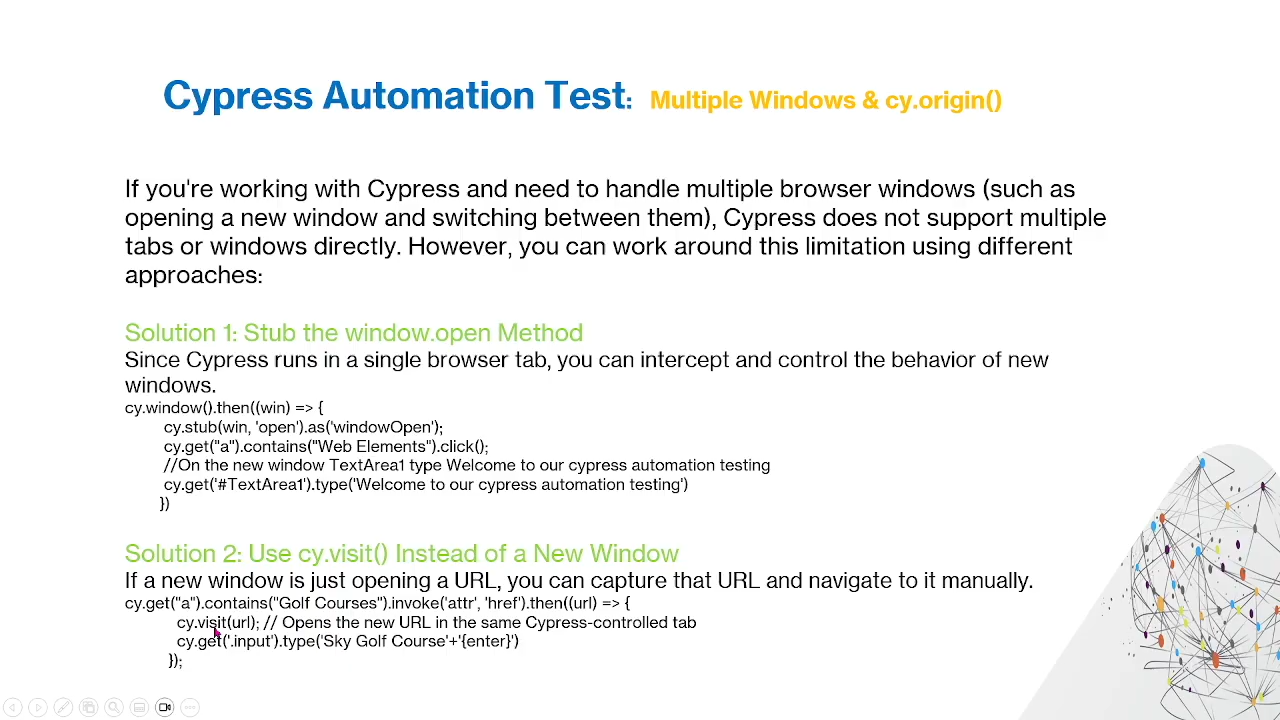 Cypress Automation Test: Multiple Windows & cy.origin()
If you're working with Cypress and need to handle multiple browser windows (such as
opening a new window and switching between them), Cypress does not support multiple
tabs or windows directly. However, you can work around this limitation using different
approaches:
Solution 1: Stub the window.open Method
Since Cypress runs in a single browser tab, you can intercept and control the behavior of new
windows.
cy.window().then((win) => {
cy.stub(win, 'open').as('windowOpen');
cy.get("a").contains("Web Elements").click();
//On the new window TextArea1 type Welcome to our cypress automation testing
cy.get('#TextArea1').type('Welcome to our cypress automation testing')
})
Solution 2: Use cy.visit() Instead of a New Window
If a new window is just opening a URL, you can capture that URL and navigate to it manually.
cy.get("a").contains("Golf Courses").invoke('attr', 'href').then((url) => {
cy.visit(url); // Opens the new URL in the same Cypress-controlled tab
cy.get('.input').type('Sky Golf Course'+'{enter}')
});